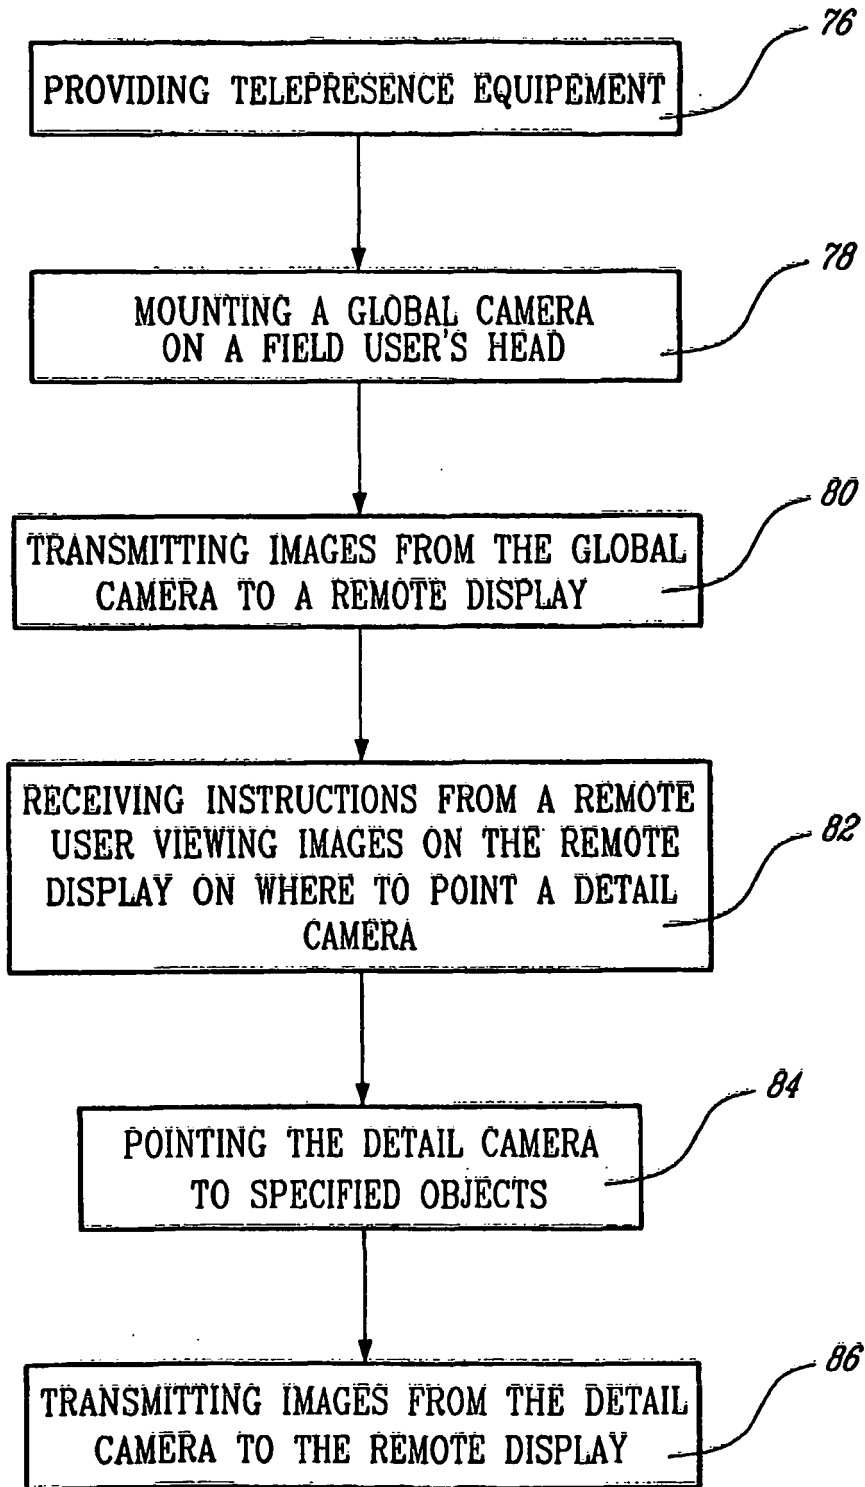 76
PROVIDING TELEPRESENCE EQUIPEMENT
78
MOUNTING A GLOBAL CAMERA
ON A FIELD USER'S HEAD
80
TRANSMITTING IMAGES FROM THE GLOBAL
CAMERA TO A REMOTE DISPLAY
RECEIVING INSTRUCTIONS FROM A REMOTE
USER VIEWING IMAGES ON THE REMOTE
82
DISPLAY ON WHERE TO POINT A DETAIL
CAMERA
84
POINTING THE DETAIL CAMERA
TO SPECIFIED OBJECTS
86
TRANSMITTING IMAGES FROM THE DETAIL
CAMERA TO THE REMOTE DISPLAY